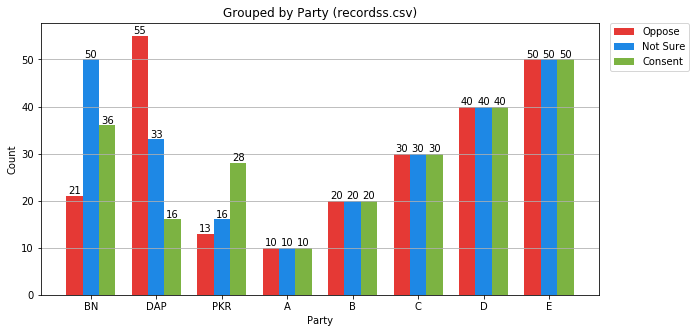 Grouped by Party (recordss.csv)
Oppose
Not Sure
Consent
Count
50
40
30
20
10
0
21 50 36
55 33 16
13 16 28
10 10 10
20 20 20
30 30 30
40 40 40
50 50 50
BN DAP PKR A B C D E
Party